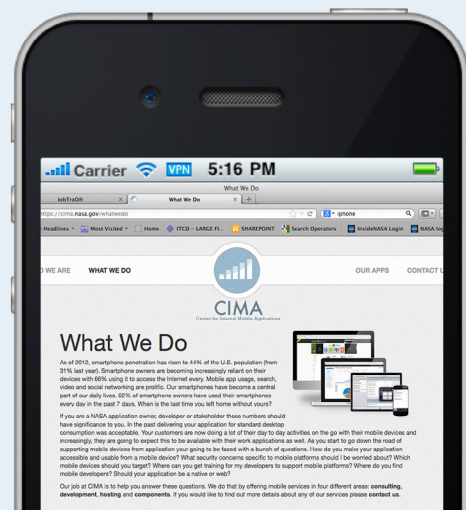 Carrier VPN 5:16 PM
What We Do
JobTraQ® x What We Do x +
https://cima.nasa.gov/whatwedo iphone
Headlines Most Visited Home ITCD - LARGE FI... SHAREPOINT Search Operators InsideNASA Login NASA log
O WE ARE WHAT WE DO OUR APPS CONTACT U
CIMA
Center for Internal Mobile Applications
What We Do
As of 2012, smartphone penetration has risen to 44% of the U.S. population (from
31% last year). Smartphone owners are becoming increasingly reliant on their
devices with 66% using it to access the Internet every. Mobile app usage, search,
video and social networking are prolific. Our smartphones have become a central
part of our daily lives. 62% of smartphone owners have used their smartphones
every day in the past 7 days. When is the last time you left home without yours?
If you are a NASA application owner, developer or stakeholder those numbers should
have significance to you. In the past delivering your application for standard desktop
consumption was acceptable. Your customers are now doing a lot of their day to day activities on the go with their mobile devices and
increasingly, they are going to expect this to be available with their work applications as well. As you start to go down the road of
supporting mobile devices from application your going to be faced with a bunch of questions. How do you make your application
accessible and usable from a mobile device? What security concerns specific to mobile platforms should I be worried about? Which
mobile devices should you target? Where can you get training for my developers to support mobile platforms? Where do you find
mobile developers? Should your application be a native or web?
Our job at CIMA is to help you answer these questions. We do that by offering mobile services in four different areas: consulting,
development, hosting and components. If you would like to find out more details about any of our services please contact us.